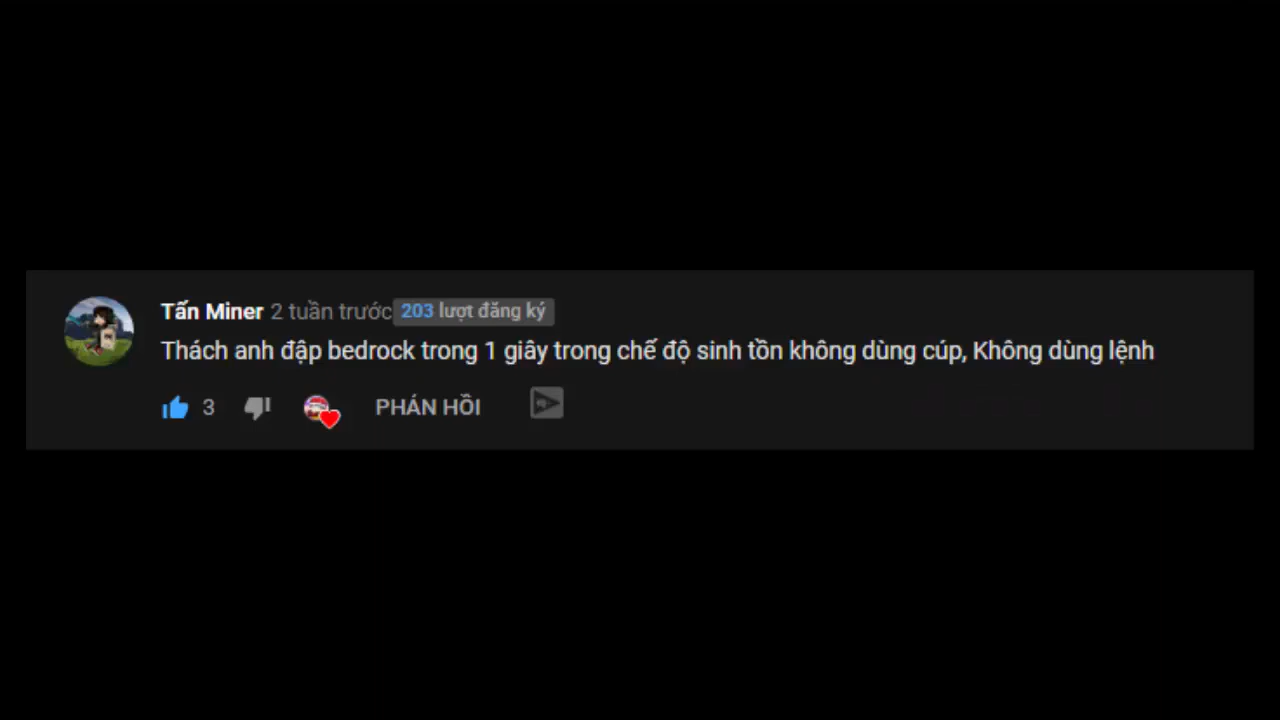 Tấn Miner 2 tuần trước 203 lượt đăng ký
Thách anh đập bedrock trong 1 giây trong chế độ sinh tồn không dùng cúp, Không dùng lệnh
3 PHẢN HỒI